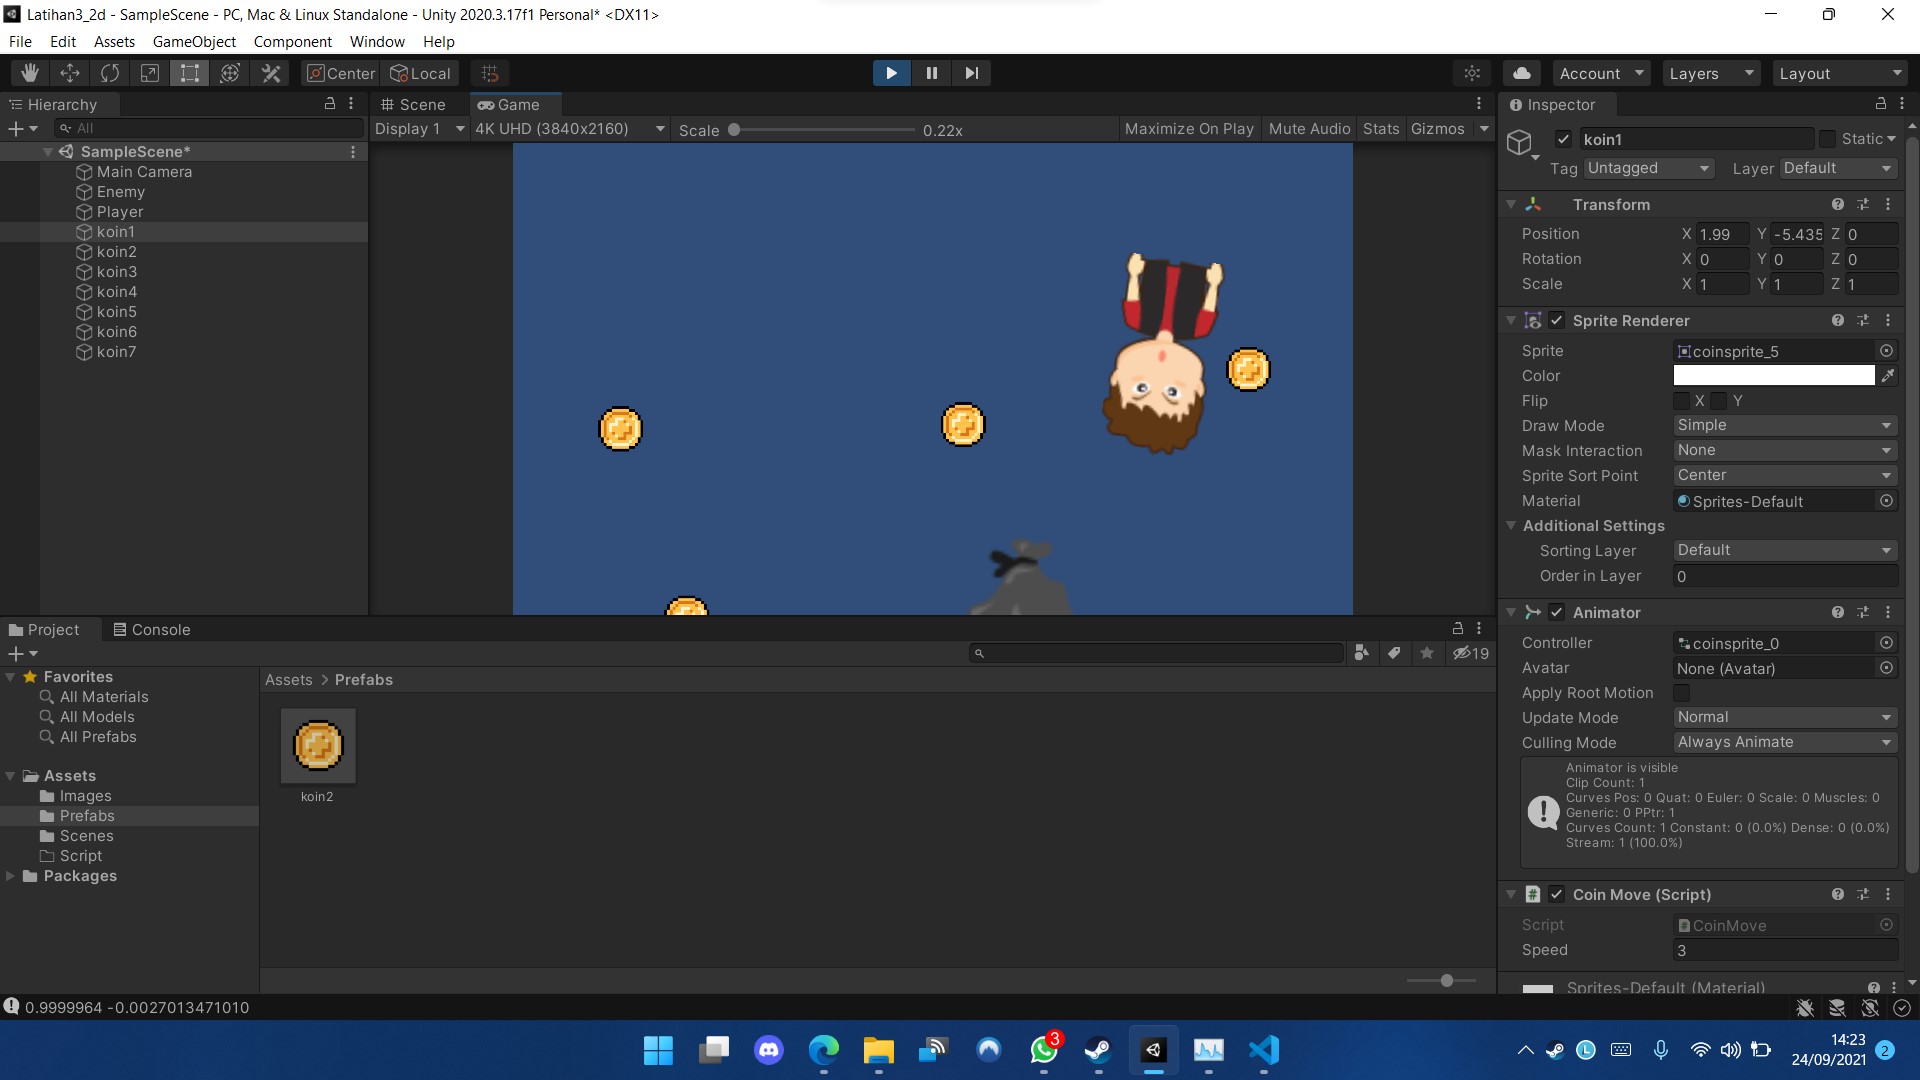 Latihan3_2d - SampleScene - PC, Mac & Linux Standalone - Unity 2020.3.17f1 Personal* <DX11>
File Edit Assets GameObject Component Window Help
Center Local Account Layers Layout
Hierarchy
All
SampleScene*
Main Camera
Enemy
Player
koin1
koin2
koin3
koin4
koin5
koin6
koin7
Scene Game
Display 1 4K UHD (3840x2160) Scale 0.22x Maximize On Play Mute Audio Stats Gizmos
Inspector
koin1 Static
Tag Untagged Layer Default
Transform
Position X 1.99 Y -5.435 Z 0
Rotation X 0 Y 0 Z 0
Scale X 1 Y 1 Z 1
Sprite Renderer
Sprite coinsprite_5
Color
Flip X Y
Draw Mode Simple
Mask Interaction None
Sprite Sort Point Center
Material Sprites-Default
Additional Settings
Sorting Layer Default
Order in Layer 0
Animator
Controller coinsprite_0
Avatar None (Avatar)
Apply Root Motion
Update Mode Normal
Culling Mode Always Animate
Animator is visible
Clip Count: 1
Curves Pos: 0 Quat: 0 Euler: 0 Scale: 0 Muscles: 0
Generic: 0 PPtr: 1
Curves Count: 1 Constant: 0 (0.0%) Dense: 0 (0.0%)
Stream: 1 (100.0%)
Coin Move (Script)
Script CoinMove
Speed 3
Sprites-Default (Material)
Project Console
19
Favorites
All Materials
All Models
All Prefabs
Assets
Images
Prefabs
Scenes
Script
Packages
Assets > Prefabs
koin2
0.9999964 -0.0027013471010
3
14:23
24/09/2021
2